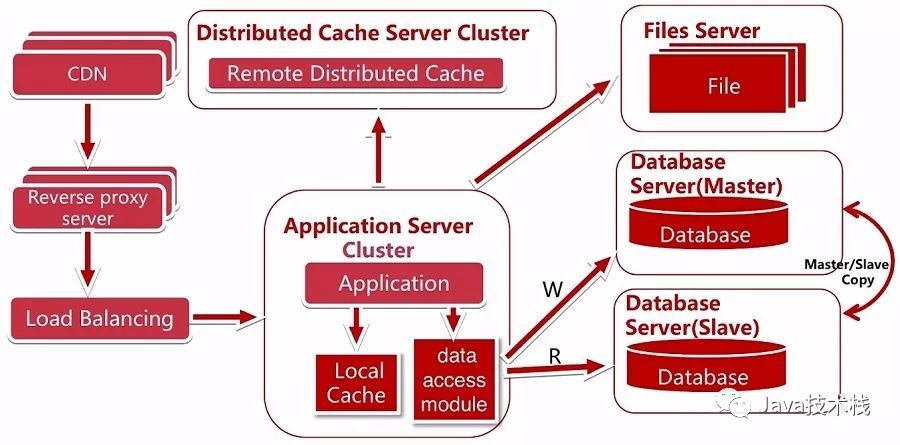 CDN
Reverse proxy
server
Load Balancing
Distributed Cache Server Cluster
Remote Distributed Cache
Application Server
Cluster
Application
Local
Cache
data
access
module
Files Server
File
W
R
Database
Server(Master)
Database
Master/Slave
Copy
Database
Server(Slave)
Database
Java技术栈